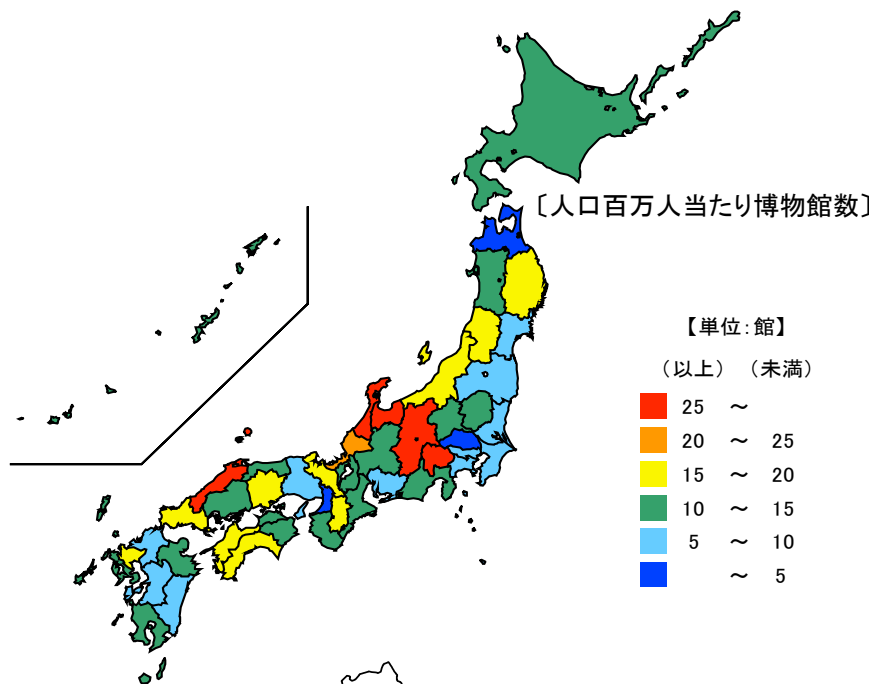 〔人口百万人当たり博物館数〕
【単位：館】
（以上） （未満）
25 ～
20 ～ 25
15 ～ 20
10 ～ 15
5 ～ 10
～ 5